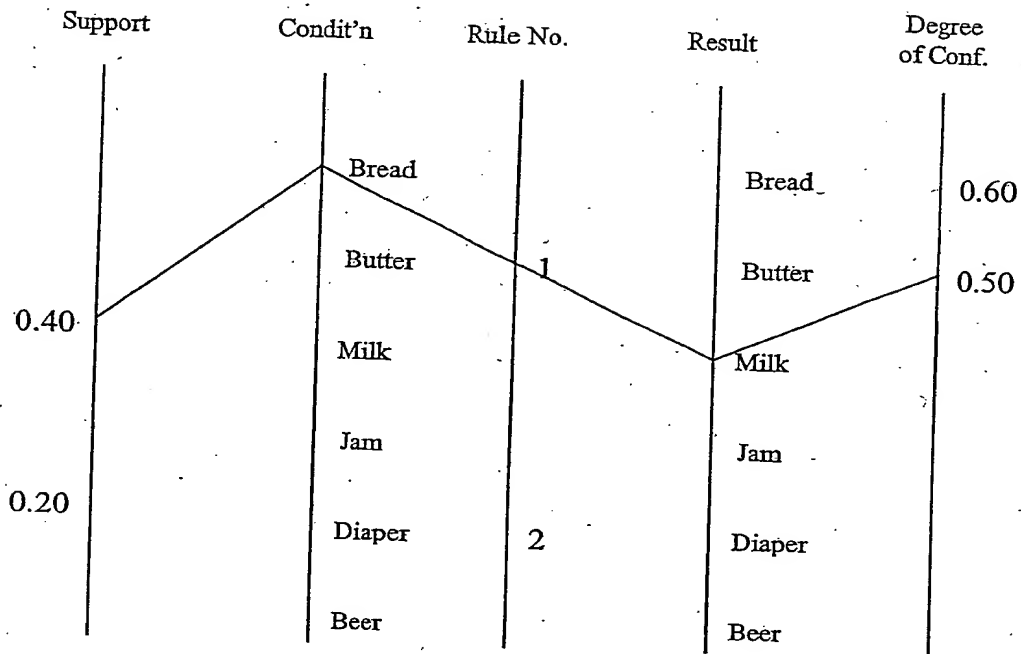 Support
Condit'n
Rule No.
Result
Degree
of Conf.
Bread
Bread
0.60
Butter
1
Butter
0.50
0.40
Milk
Milk
Jam
Jam
0.20
Diaper
2
Diaper
Beer
Beer